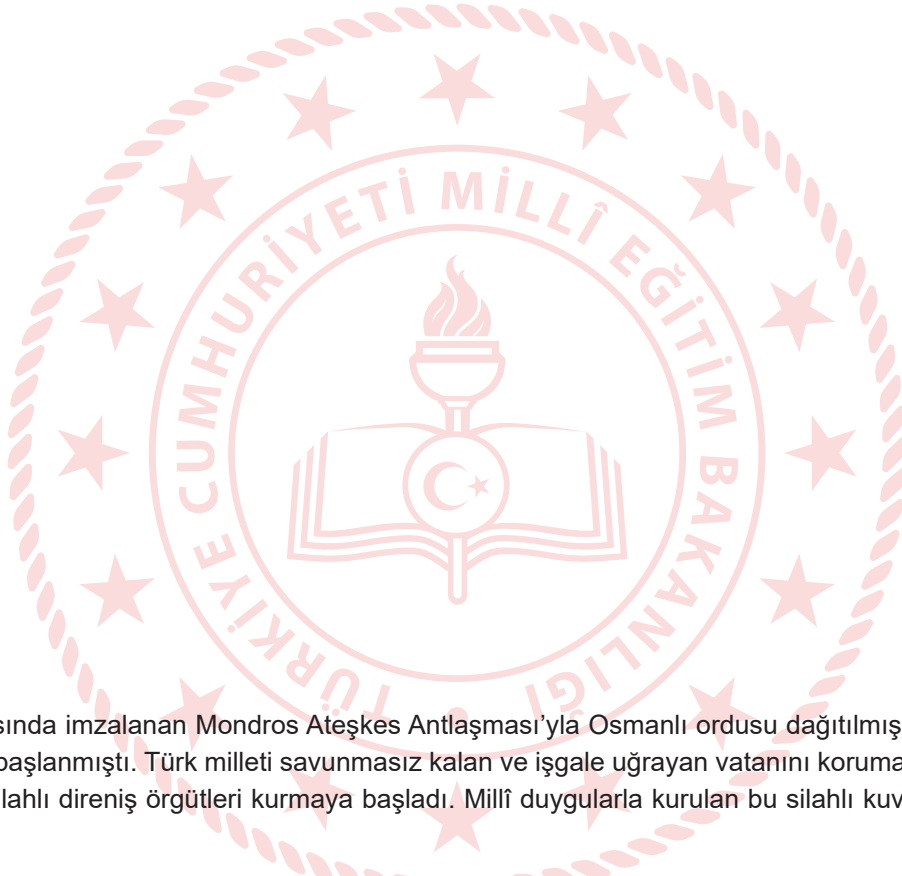 TÜRKİYE CUMHURİYETİ MİLLÎ EĞİTİM BAKANLIĞI
sında imzalanan Mondros Ateşkes Antlaşması’yla Osmanlı ordusu dağıtılmış
başlanmıştı. Türk milleti savunmasız kalan ve işgale uğrayan vatanını koruma
lahlı direniş örgütleri kurmaya başladı. Millî duygularla kurulan bu silahlı kuv